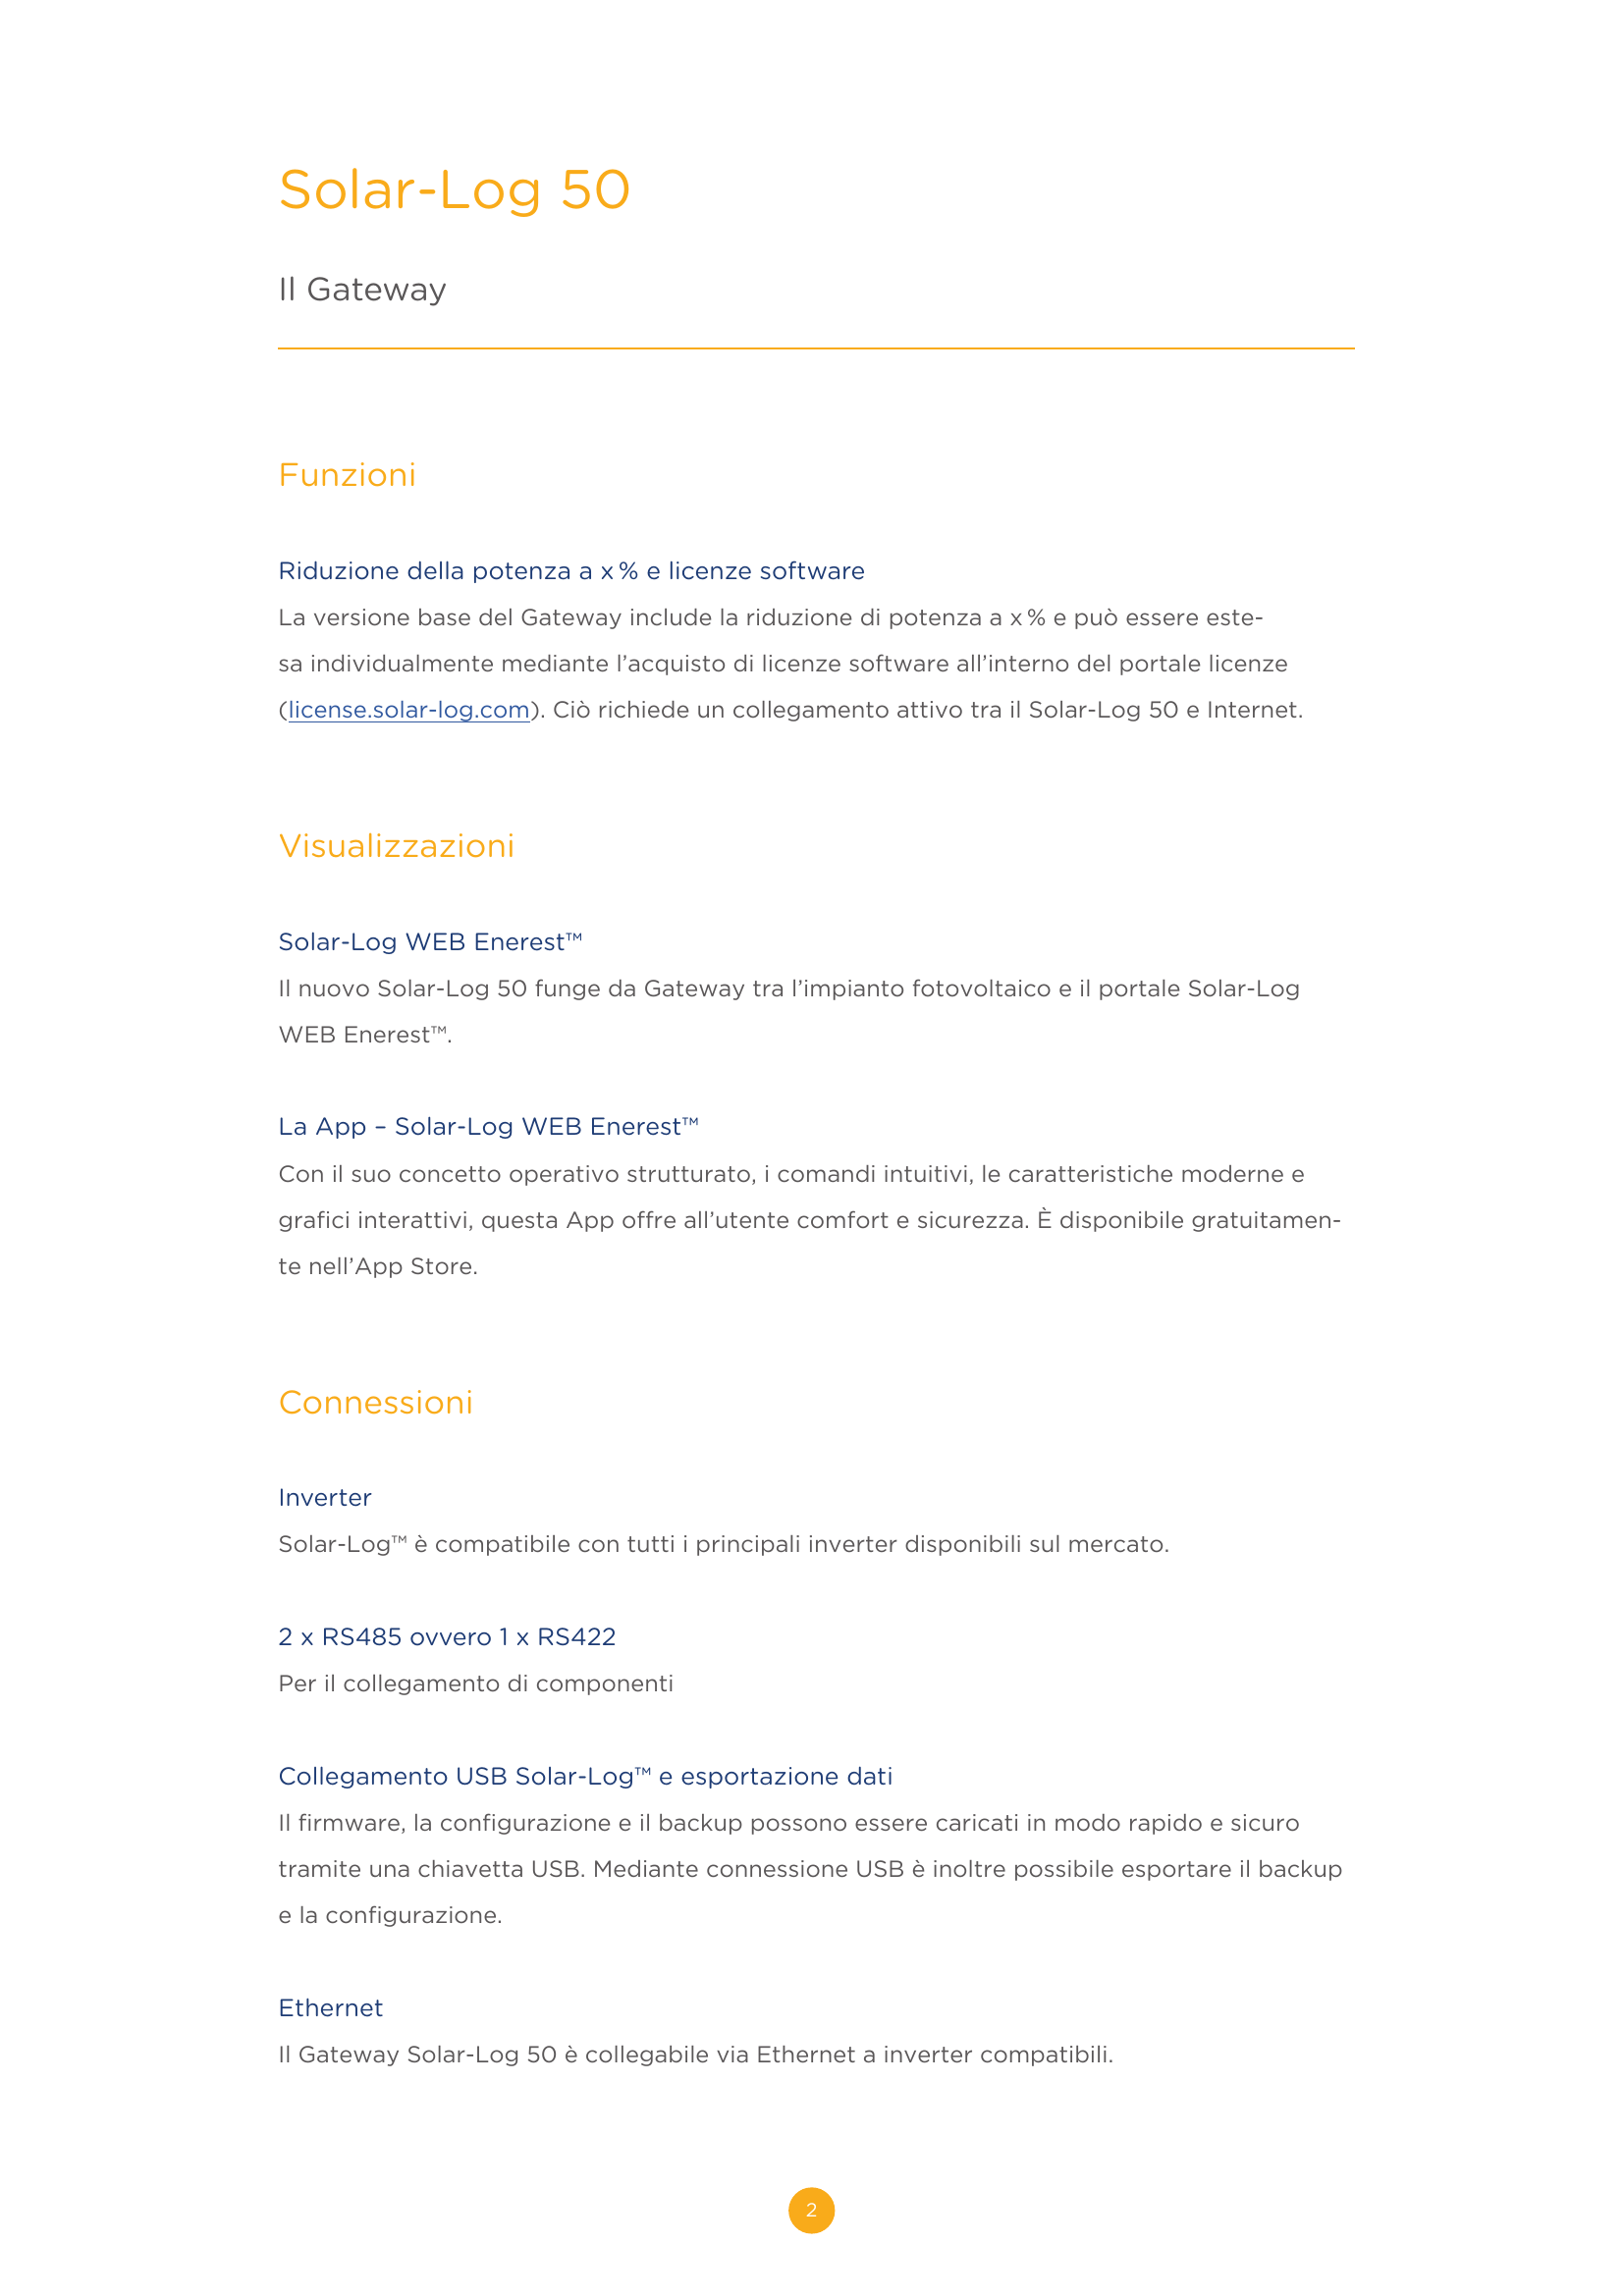 Solar-Log 50
Il Gateway
Funzioni
Riduzione della potenza a x % e licenze software
La versione base del Gateway include la riduzione di potenza a x % e può essere este-
sa individualmente mediante l’acquisto di licenze software all’interno del portale licenze
(license.solar-log.com). Ciò richiede un collegamento attivo tra il Solar-Log 50 e Internet.
Visualizzazioni
Solar-Log WEB Enerest™
Il nuovo Solar-Log 50 funge da Gateway tra l’impianto fotovoltaico e il portale Solar-Log
WEB Enerest™.
La App – Solar-Log WEB Enerest™
Con il suo concetto operativo strutturato, i comandi intuitivi, le caratteristiche moderne e
grafici interattivi, questa App offre all’utente comfort e sicurezza. È disponibile gratuitamen-
te nell’App Store.
Connessioni
Inverter
Solar-Log™ è compatibile con tutti i principali inverter disponibili sul mercato.
2 x RS485 ovvero 1 x RS422
Per il collegamento di componenti
Collegamento USB Solar-Log™ e esportazione dati
Il firmware, la configurazione e il backup possono essere caricati in modo rapido e sicuro
tramite una chiavetta USB. Mediante connessione USB è inoltre possibile esportare il backup
e la configurazione.
Ethernet
Il Gateway Solar-Log 50 è collegabile via Ethernet a inverter compatibili.
2